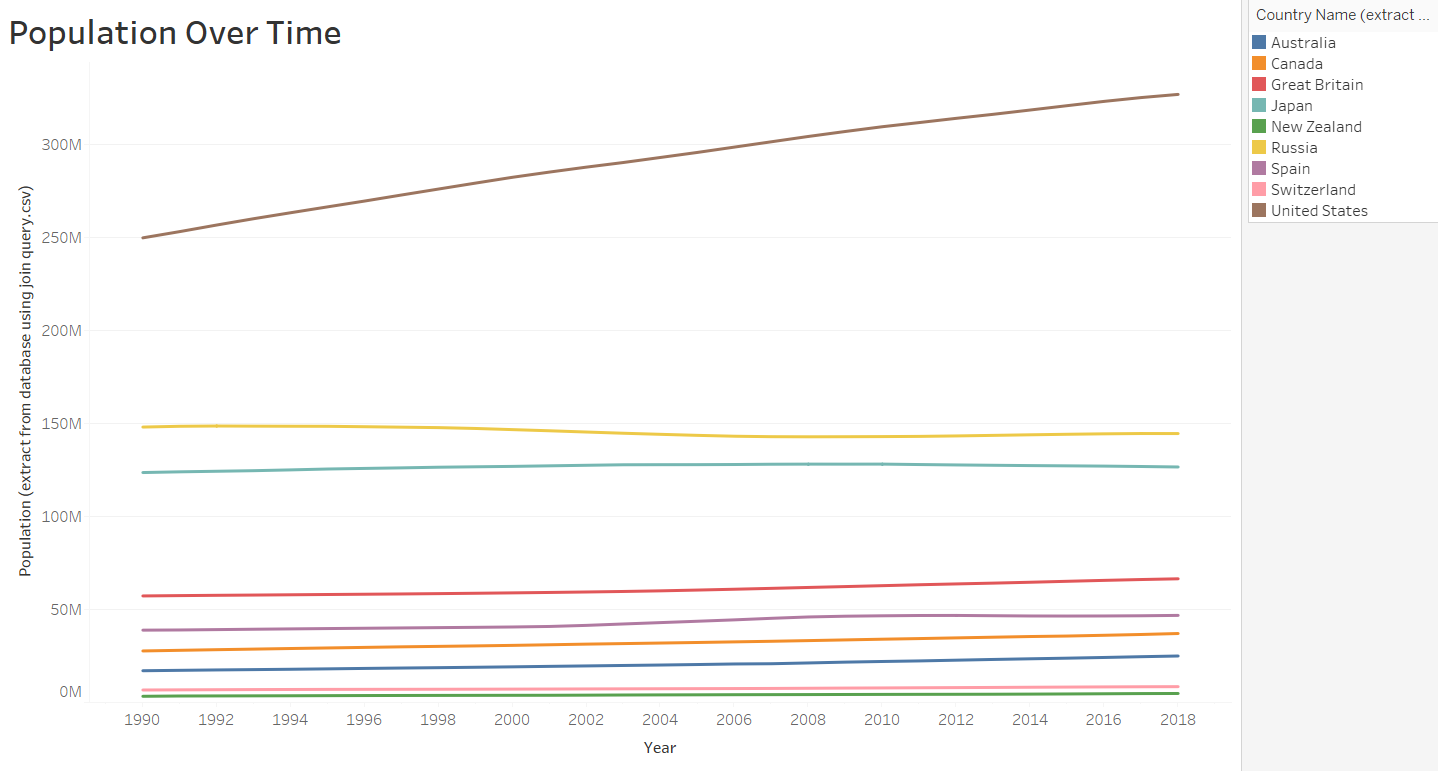 Population Over Time
Country Name (extract ...
Australia
Canada
Great Britain
Japan
New Zealand
Russia
Spain
Switzerland
United States
Population (extract from database using join query.csv)
300M
250M
200M
150M
100M
50M
0M
1990 1992 1994 1996 1998 2000 2002 2004 2006 2008 2010 2012 2014 2016 2018
Year